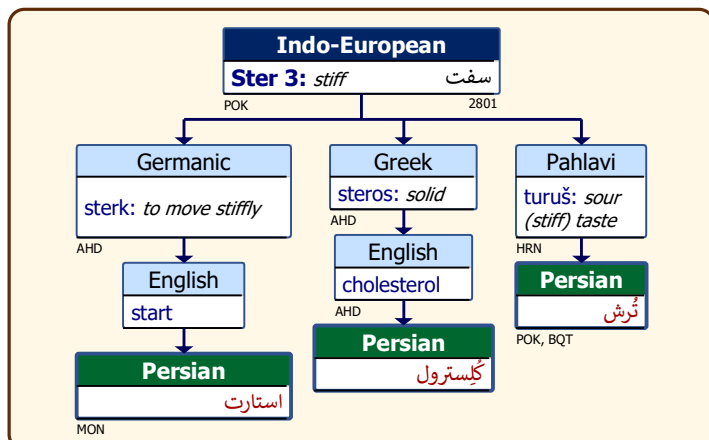 Indo-European
Ster 3: stiff سفت
POK 2801
Germanic
sterk: to move stiffly
AHD
Greek
steros: solid
AHD
Pahlavi
turuš: sour
(stiff) taste
HRN
English
start
English
cholesterol
AHD
Persian
تُرش
POK, BQT
Persian
استارت
MON
Persian
کُلِسترول